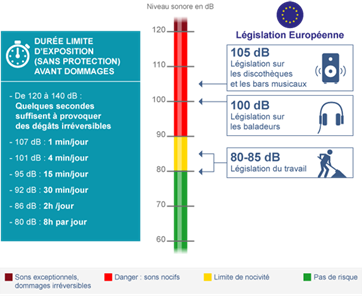 Niveau sonore en dB
DURÉE LIMITE
D'EXPOSITION
(SANS PROTECTION)
AVANT DOMMAGES
- De 120 à 140 dB :
Quelques secondes
suffisent à provoquer
des dégâts irréversibles
- 107 dB : 1 min/jour
- 101 dB : 4 min/jour
- 95 dB : 15 min/jour
- 92 dB : 30 min/jour
- 86 dB : 2h /jour
- 80 dB : 8h par jour
120
110
100
90
80
70
60
Législation Européenne
105 dB
Législation sur
les discothèques
et les bars musicaux
100 dB
Législation sur
les baladeurs
80-85 dB
Législation du travail
Sons exceptionnels,
dommages irréversibles
Danger : sons nocifs
Limite de nocivité
Pas de risque